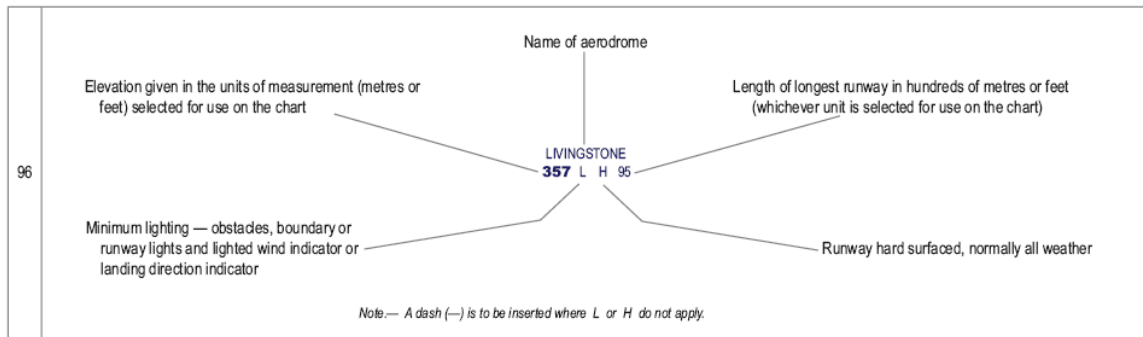 Name of aerodrome
Elevation given in the units of measurement (metres or
feet) selected for use on the chart
Length of longest runway in hundreds of metres or feet
(whichever unit is selected for use on the chart)
96
LIVINGSTONE
357 L H 95
Minimum lighting — obstacles, boundary or
runway lights and lighted wind indicator or
landing direction indicator
Runway hard surfaced, normally all weather
Note.— A dash (—) is to be inserted where L or H do not apply.